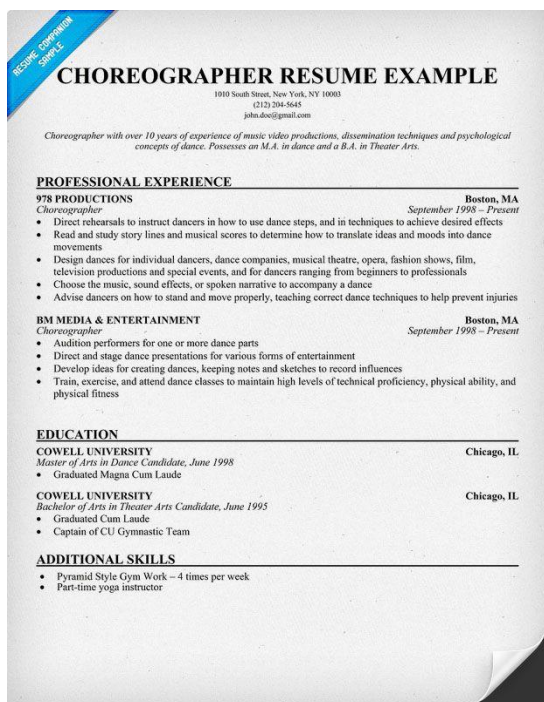 RESUME COMPANION
SAMPLE
CHOREOGRAPHER RESUME EXAMPLE
1010 South Street, New York, NY 10003
(212) 204-5645
john.doe@gmail.com
Choreographer with over 10 years of experience of music video productions, dissemination techniques and psychological
concepts of dance. Possesses an M.A. in dance and a B.A. in Theater Arts.
PROFESSIONAL EXPERIENCE
978 PRODUCTIONS Boston, MA
Choreographer September 1998 – Present
• Direct rehearsals to instruct dancers in how to use dance steps, and in techniques to achieve desired effects
• Read and study story lines and musical scores to determine how to translate ideas and moods into dance
movements
• Design dances for individual dancers, dance companies, musical theatre, opera, fashion shows, film,
television productions and special events, and for dancers ranging from beginners to professionals
• Choose the music, sound effects, or spoken narrative to accompany a dance
• Advise dancers on how to stand and move properly, teaching correct dance techniques to help prevent injuries
BM MEDIA & ENTERTAINMENT Boston, MA
Choreographer September 1998 – Present
• Audition performers for one or more dance parts
• Direct and stage dance presentations for various forms of entertainment
• Develop ideas for creating dances, keeping notes and sketches to record influences
• Train, exercise, and attend dance classes to maintain high levels of technical proficiency, physical ability, and
physical fitness
EDUCATION
COWELL UNIVERSITY Chicago, IL
Master of Arts in Dance Candidate, June 1998
• Graduated Magna Cum Laude
COWELL UNIVERSITY Chicago, IL
Bachelor of Arts in Theater Arts Candidate, June 1995
• Graduated Cum Laude
• Captain of CU Gymnastic Team
ADDITIONAL SKILLS
• Pyramid Style Gym Work – 4 times per week
• Part-time yoga instructor